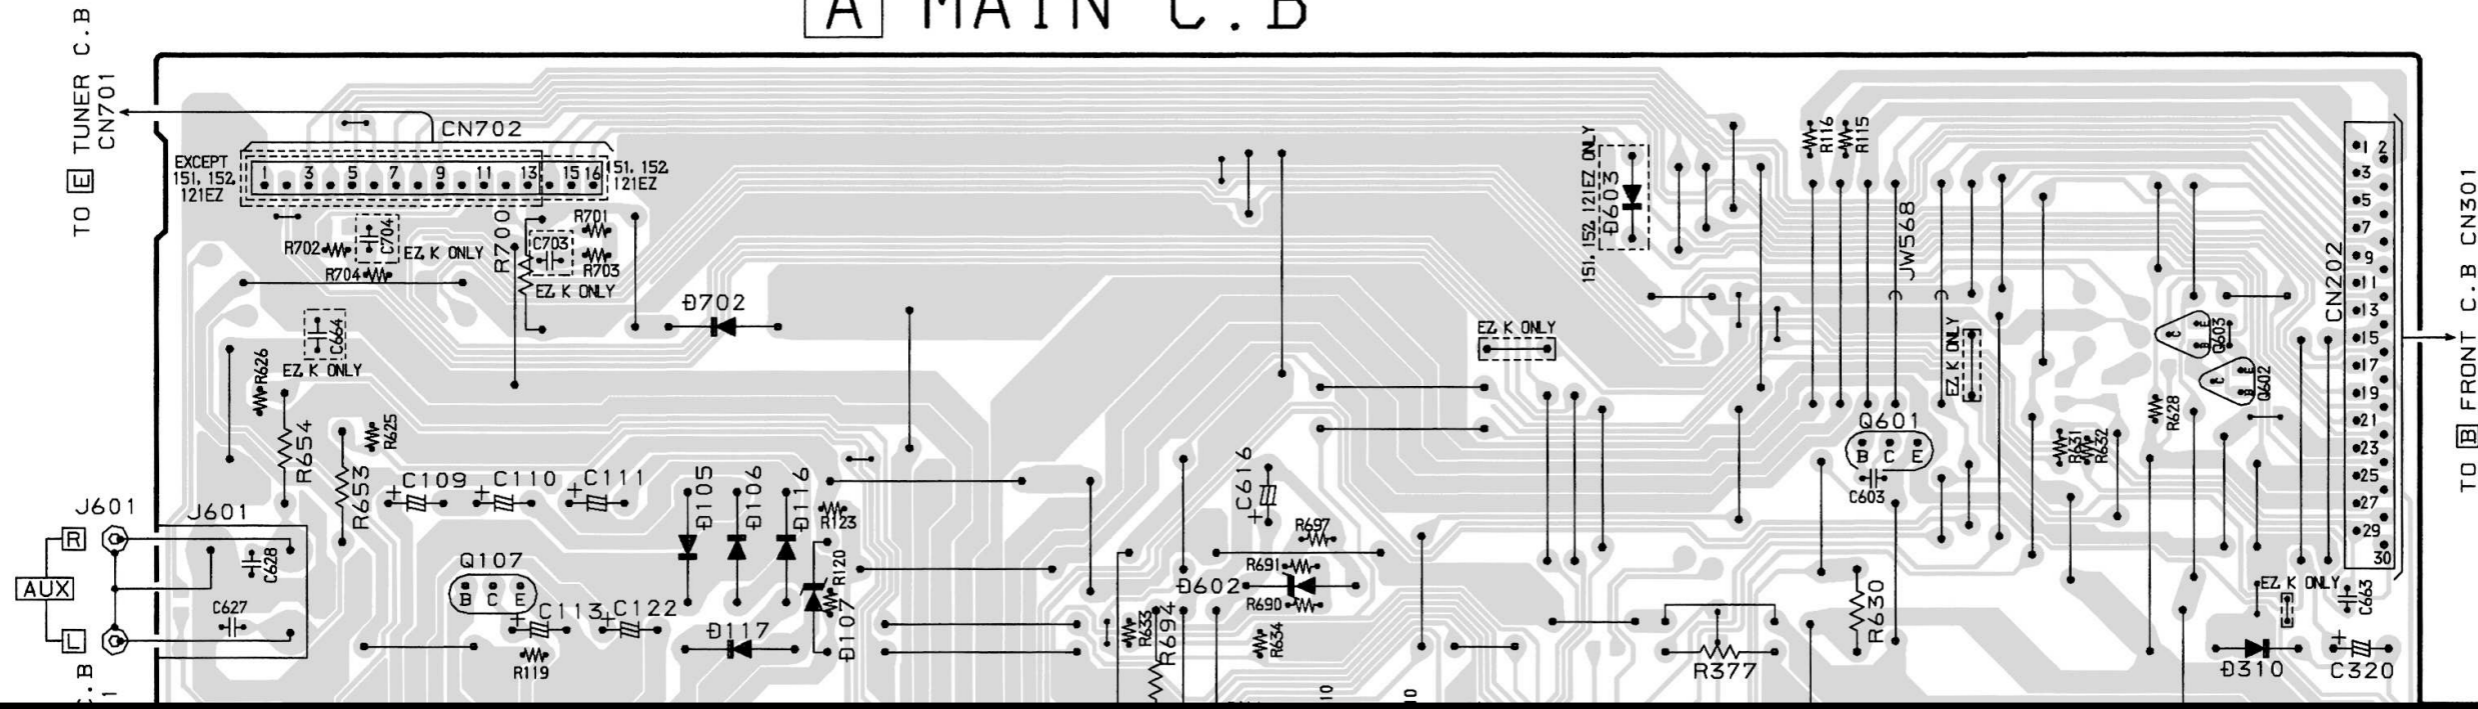 A MAIN C.B
TO E TUNER C.B
CN701
CN702
EXCEPT
151, 152,
121EZ
1 3 5 7 9 11 13 15 16
151, 152,
121EZ
R702
C704
EZ, K ONLY
R704
R700
R701
C703
R703
EZ, K ONLY
C664
EZ, K ONLY
R626
R654
R653
R625
D702
C109
C110
C111
D105
D106
D116
R123
R120
D107
D117
J601
J601
R
AUX
L
C628
C627
Q107
B C E
C113
C122
R119
C.B
151, 152, 121EZ ONLY
D603
R116
R115
JW568
EZ, K ONLY
EZ, K ONLY
Q601
B C E
C603
C616
R697
R691
D602
R690
R633
R694
R634
R377
R630
Q603
C E B
Q602
C E B
R628
R631
R632
CN202
1 2
3
5
7
9
11
13
15
17
19
21
23
25
27
29
30
EZ, K ONLY
C663
D310
C320
TO B FRONT C.B CN301